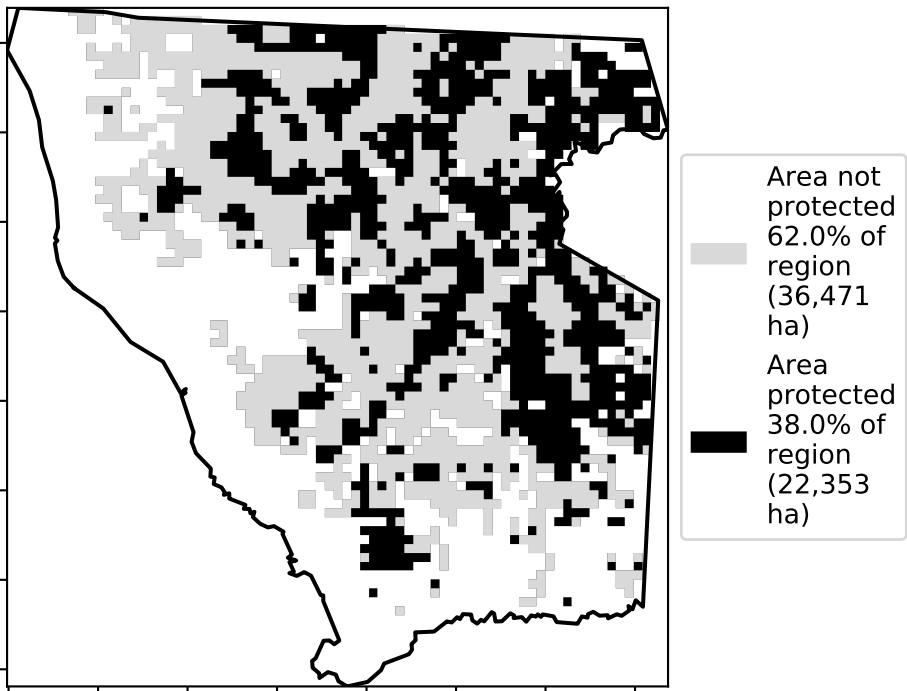 Area not
protected
62.0% of
region
(36,471
ha)
Area
protected
38.0% of
region
(22,353
ha)